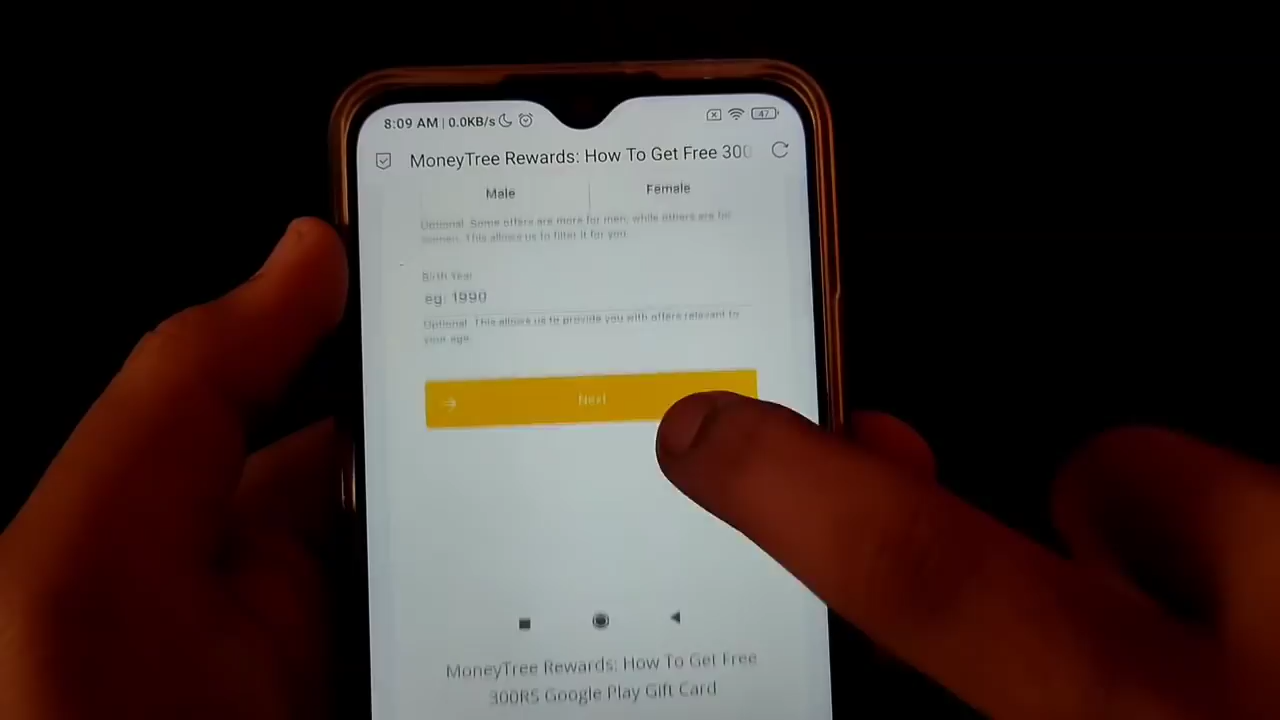 8:09 AM | 0.0KB/s
47
MoneyTree Rewards: How To Get Free 300
Male
Female
Optional. Some offers are more for men, while others are for
women. This allows us to filter it for you.
Birth Year
eg: 1990
Optional. This allows us to provide you with offers relevant to
your age.
Next
MoneyTree Rewards: How To Get Free
300RS Google Play Gift Card